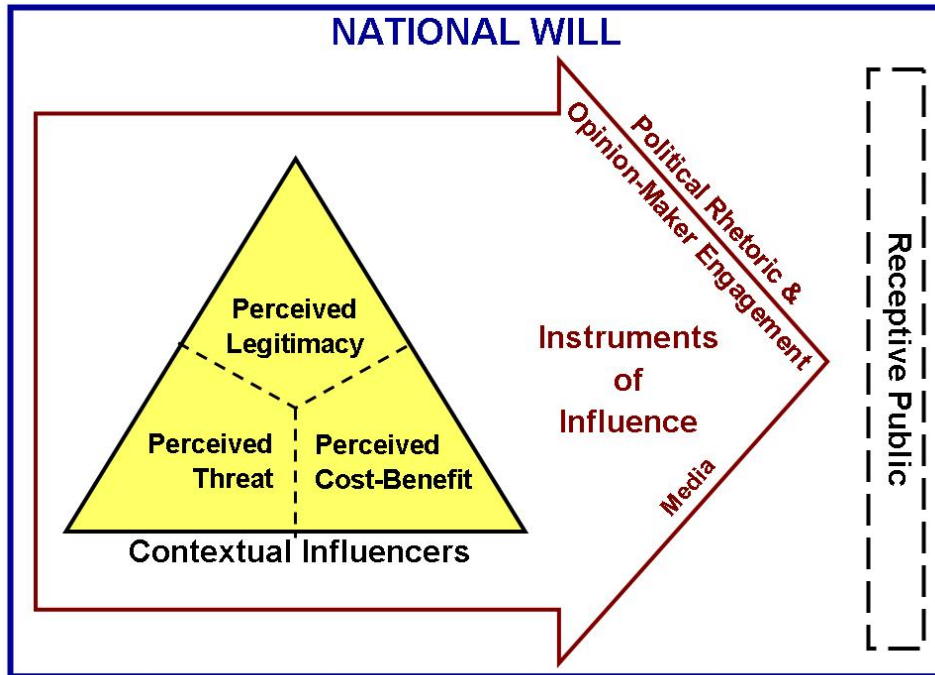 NATIONAL WILL
Political Rhetoric &
Opinion-Maker Engagement
Perceived
Legitimacy
Instruments
of
Influence
Perceived
Threat
Perceived
Cost-Benefit
Media
Contextual Influencers
Receptive Public